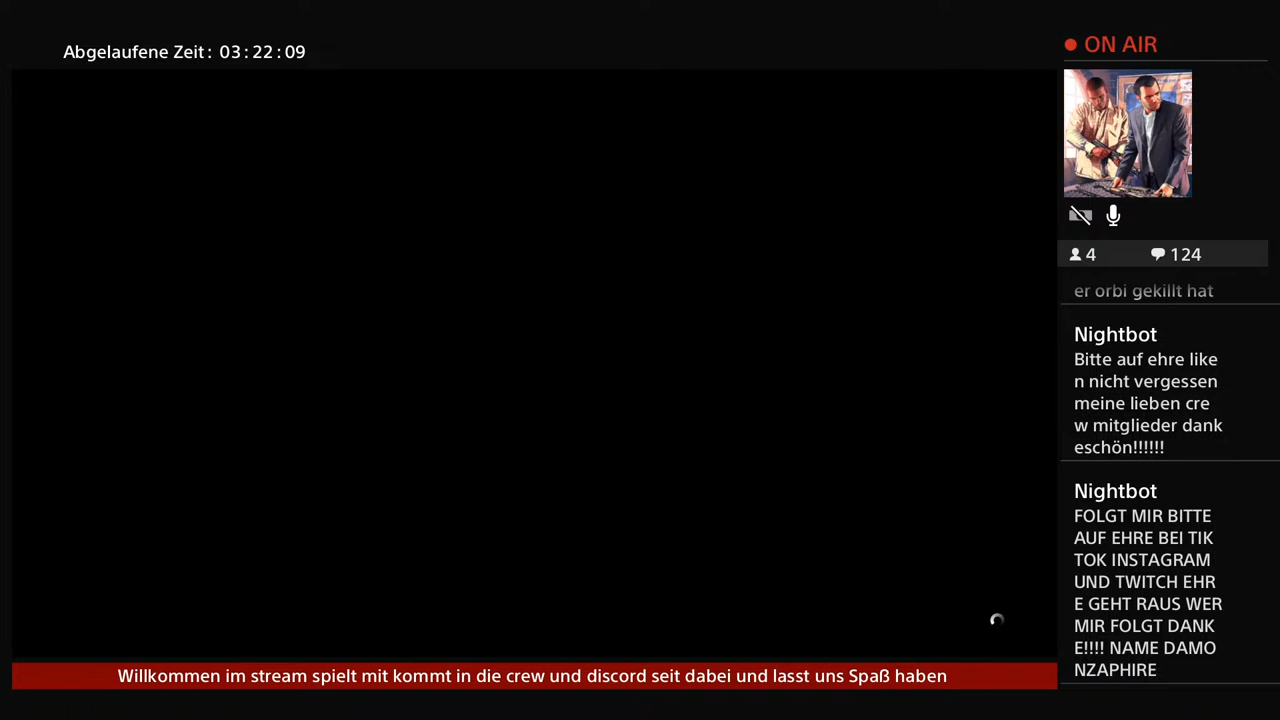 Abgelaufene Zeit: 03:22:09
ON AIR
4
124
er orbi gekillt hat
Nightbot
Bitte auf ehre like
n nicht vergessen
meine lieben cre
w mitglieder dank
eschön!!!!!!
Nightbot
FOLGT MIR BITTE
AUF EHRE BEI TIK
TOK INSTAGRAM
UND TWITCH EHR
E GEHT RAUS WER
MIR FOLGT DANK
E!!!! NAME DAMO
NZAPHIRE
Willkommen im stream spielt mit kommt in die crew und discord seit dabei und lasst uns Spaß haben